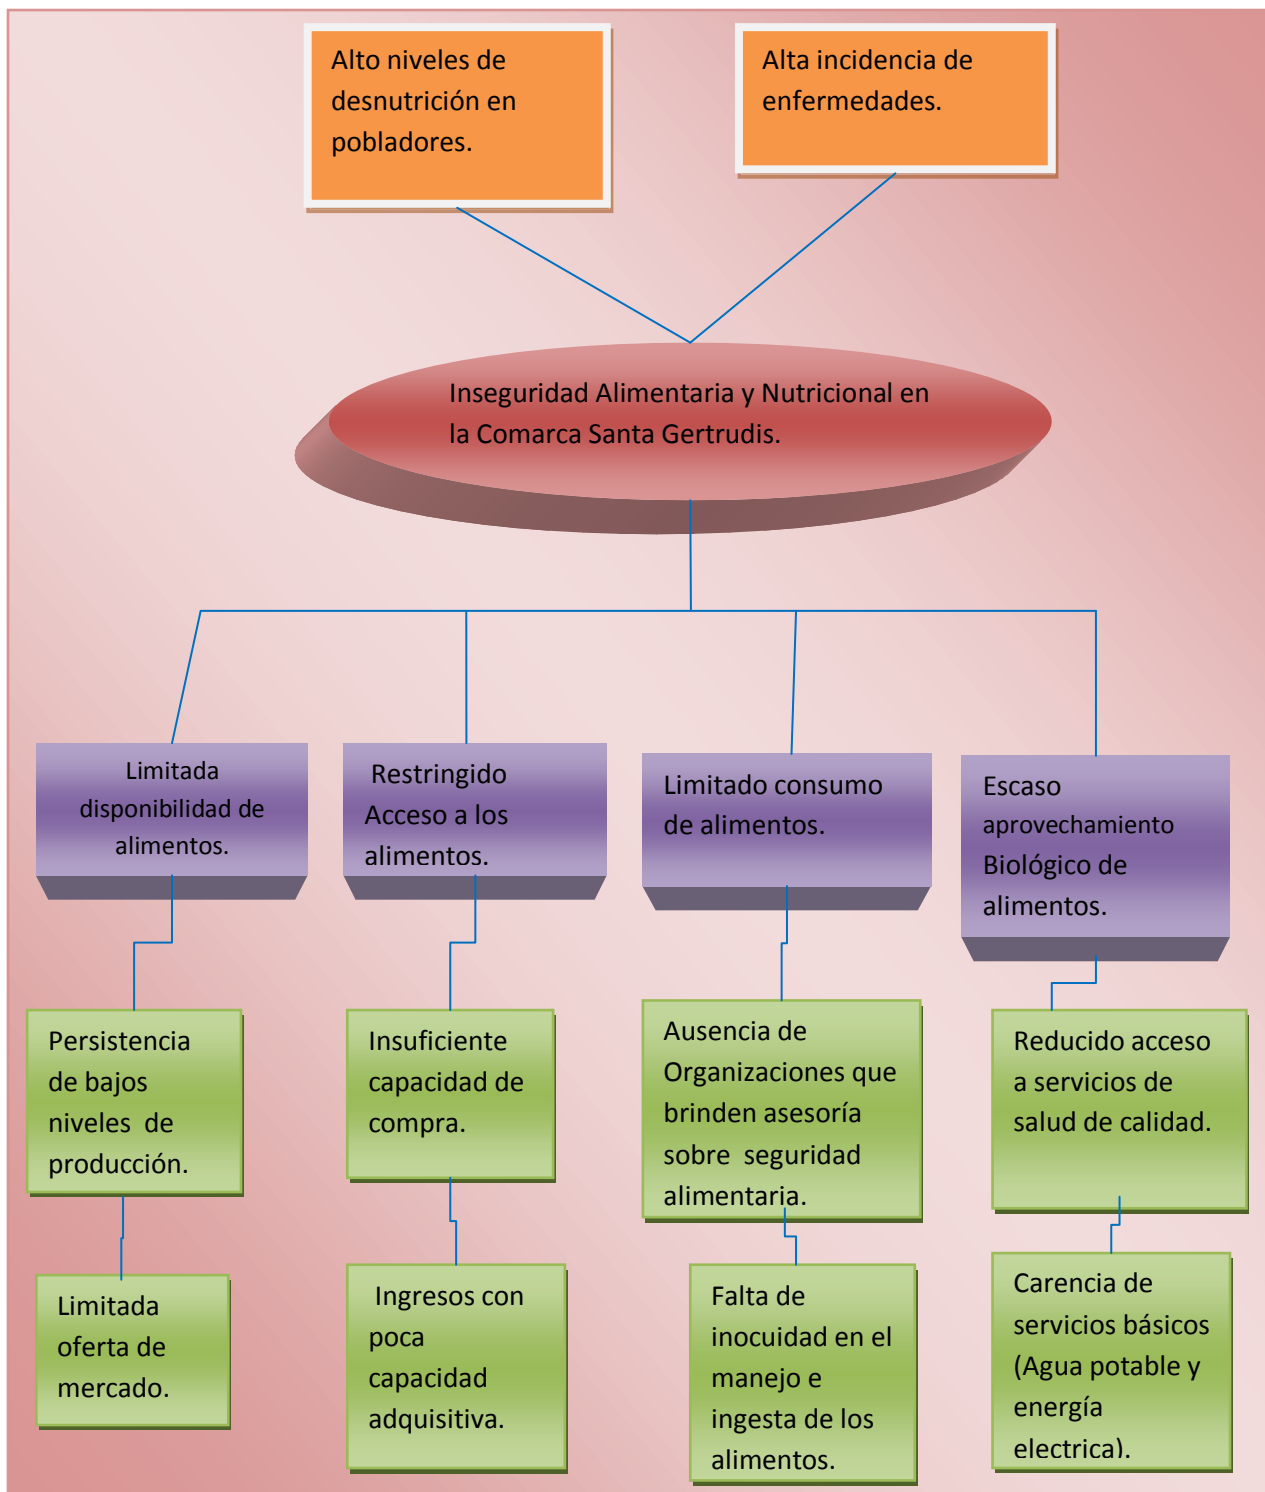 Alto niveles de
desnutrición en
pobladores.
Alta incidencia de
enfermedades.
Inseguridad Alimentaria y Nutricional en
la Comarca Santa Gertrudis.
Limitada
disponibilidad de
alimentos.
Restringido
Acceso a los
alimentos.
Limitado consumo
de alimentos.
Escaso
aprovechamiento
Biológico de
alimentos.
Persistencia
de bajos
niveles de
producción.
Insuficiente
capacidad de
compra.
Ausencia de
Organizaciones que
brinden asesoría
sobre seguridad
alimentaria.
Reducido acceso
a servicios de
salud de calidad.
Limitada
oferta de
mercado.
Ingresos con
poca
capacidad
adquisitiva.
Falta de
inocuidad en el
manejo e
ingesta de los
alimentos.
Carencia de
servicios básicos
(Agua potable y
energía
electrica).